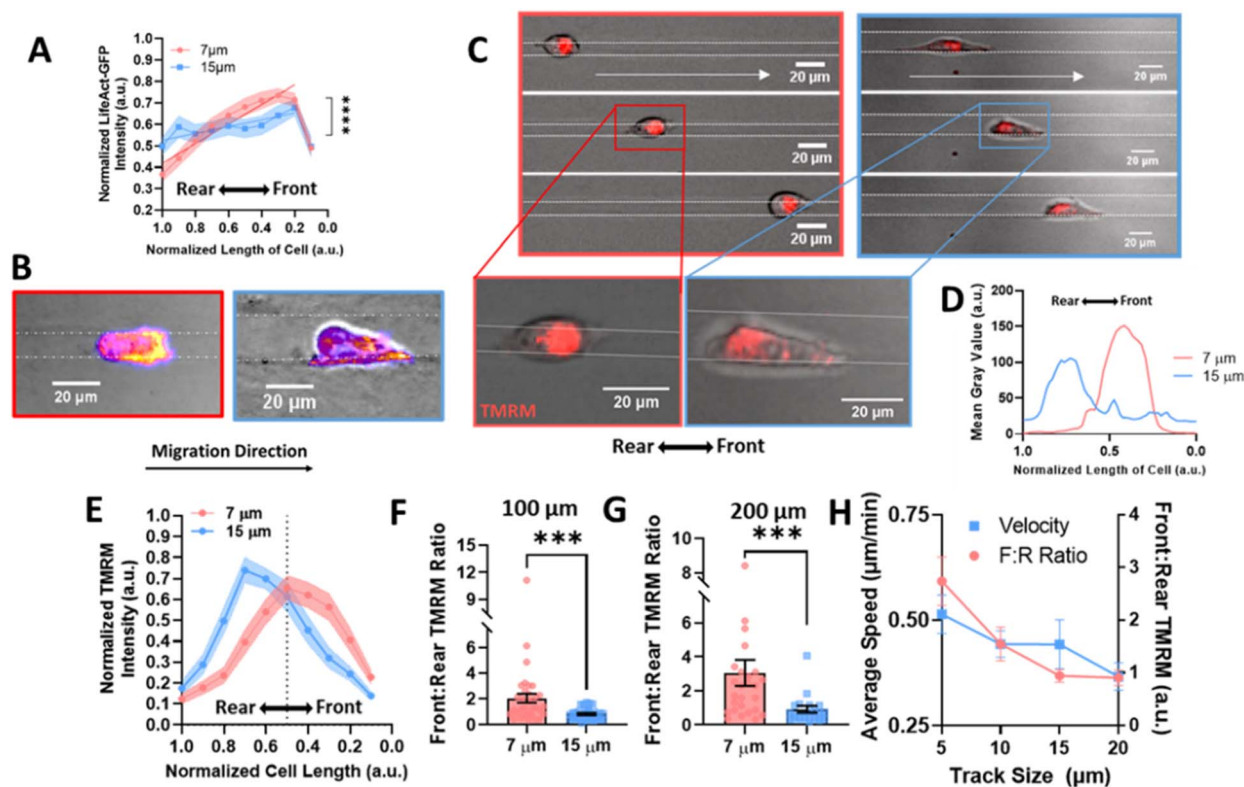 A
7μm
15μm
Normalized LifeAct-GFP
Intensity (a.u.)
1.0
0.9
0.8
0.7
0.6
0.5
0.4
0.3
0.2
****
Rear Front
1.0 0.8 0.6 0.4 0.2 0.0
Normalized Length of Cell (a.u.)
B
20 μm
20 μm
Migration Direction
C
20 μm
20 μm
20 μm
20 μm
20 μm
20 μm
TMRM
20 μm
20 μm
Rear Front
D
Mean Gray Value (a.u.)
200
150
100
50
0
Rear Front
7 μm
15 μm
1.0 0.5 0.0
Normalized Length of Cell (a.u.)
E
7 μm
15 μm
Normalized TMRM
Intensity (a.u.)
1.0
0.9
0.8
0.7
0.6
0.5
0.4
0.3
0.2
0.1
0.0
Rear Front
1.0 0.8 0.6 0.4 0.2 0.0
Normalized Cell Length (a.u.)
F
100 μm
***
Front:Rear TMRM Ratio
15
12
9
6
4
2
0
7 μm 15 μm
G
200 μm
***
Front:Rear TMRM Ratio
10
8
6
4
2
0
7 μm 15 μm
H
Velocity
F:R Ratio
Average Speed (μm/min)
0.75
0.50
0.25
Front:Rear TMRM (a.u.)
4
3
2
1
0
5 10 15 20
Track Size (μm)